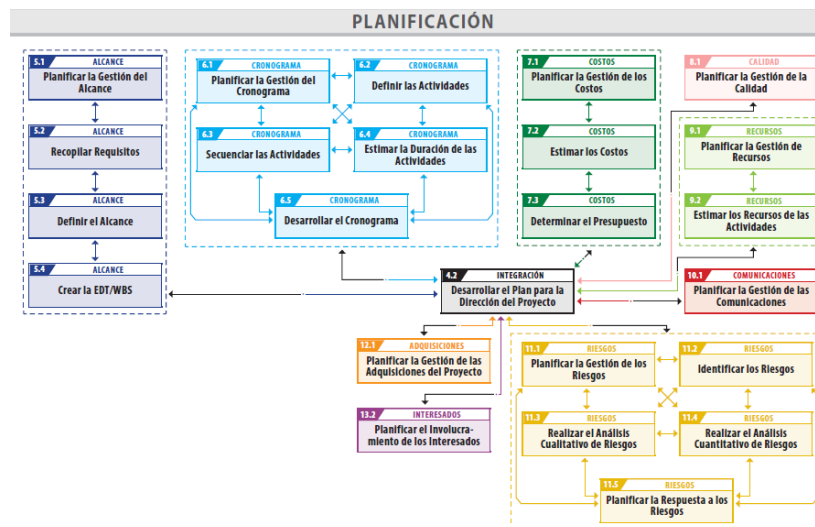 PLANIFICACIÓN
5.1 ALCANCE
Planificar la Gestión del
Alcance
5.2 ALCANCE
Recopilar Requisitos
5.3 ALCANCE
Definir el Alcance
5.4 ALCANCE
Crear la EDT/WBS
6.1 CRONOGRAMA
Planificar la Gestión del
Cronograma
6.2 CRONOGRAMA
Definir las Actividades
6.3 CRONOGRAMA
Secuenciar las Actividades
6.4 CRONOGRAMA
Estimar la Duración de las
Actividades
6.5 CRONOGRAMA
Desarrollar el Cronograma
7.1 COSTOS
Planificar la Gestión de los
Costos
7.2 COSTOS
Estimar los Costos
7.3 COSTOS
Determinar el Presupuesto
8.1 CALIDAD
Planificar la Gestión de la
Calidad
9.1 RECURSOS
Planificar la Gestión de
Recursos
9.2 RECURSOS
Estimar los Recursos de las
Actividades
4.2 INTEGRACIÓN
Desarrollar el Plan para la
Dirección del Proyecto
10.1 COMUNICACIONES
Planificar la Gestión de las
Comunicaciones
12.1 ADQUISICIONES
Planificar la Gestión de las
Adquisiciones del Proyecto
13.2 INTERESADOS
Planificar el Involucra-
miento de los Interesados
11.1 RIESGOS
Planificar la Gestión de los
Riesgos
11.2 RIESGOS
Identificar los Riesgos
11.3 RIESGOS
Realizar el Análisis
Cualitativo de Riesgos
11.4 RIESGOS
Realizar el Análisis
Cuantitativo de Riesgos
11.5 RIESGOS
Planificar la Respuesta a los
Riesgos